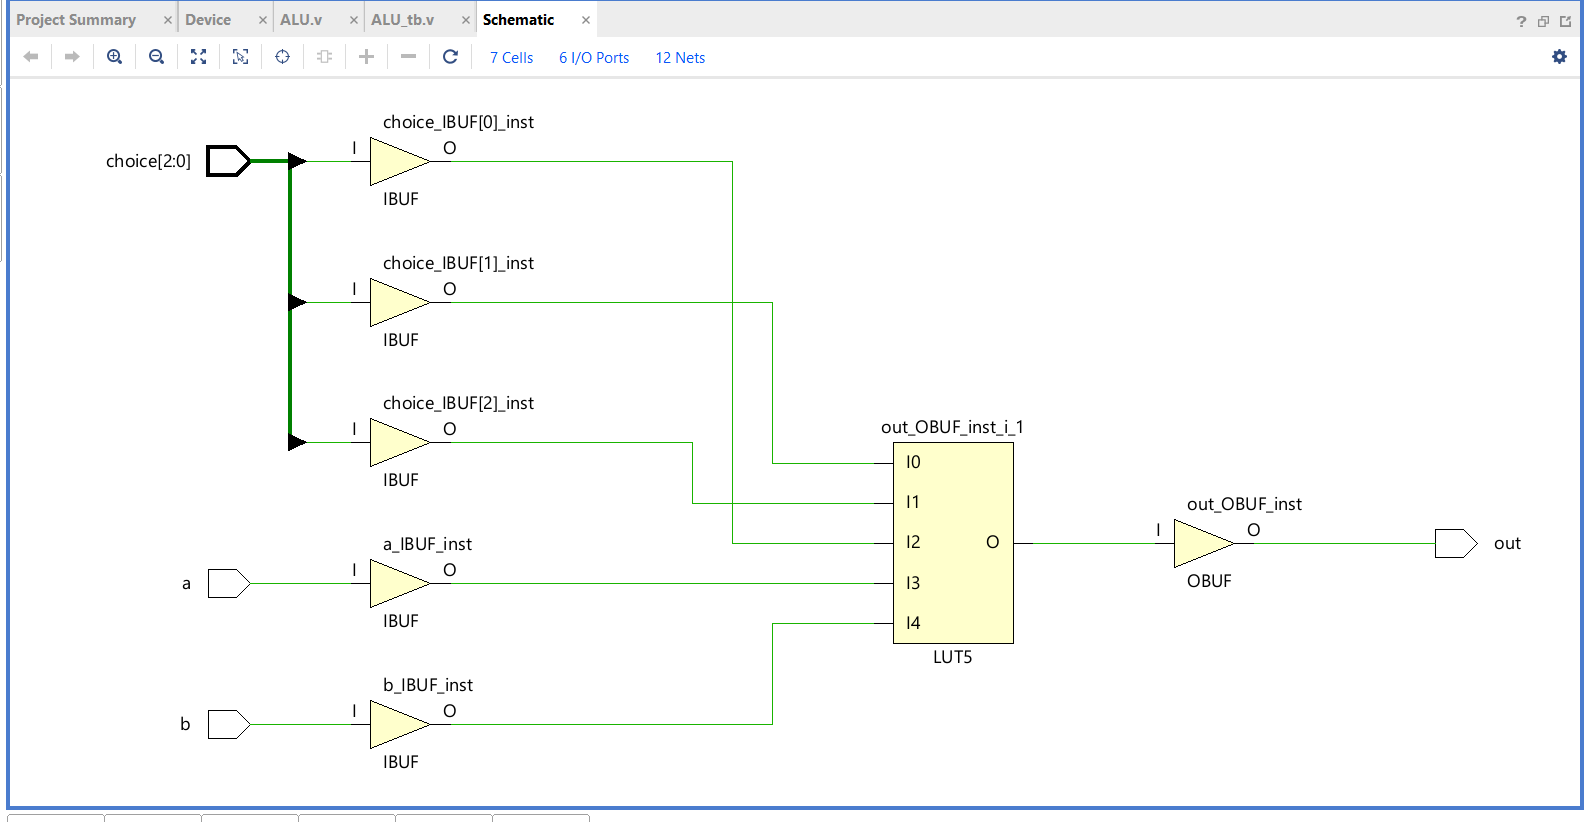 Project Summary × Device × ALU.v × ALU_tb.v × Schematic × ?
7 Cells 6 I/O Ports 12 Nets
choice_IBUF[0]_inst
choice[2:0] I O
IBUF
choice_IBUF[1]_inst
I O
IBUF
choice_IBUF[2]_inst
I O
IBUF
a_IBUF_inst
a I O
IBUF
b_IBUF_inst
b I O
IBUF
out_OBUF_inst_i_1
I0
I1
I2 O
I3
I4
LUT5
out_OBUF_inst
I O out
OBUF